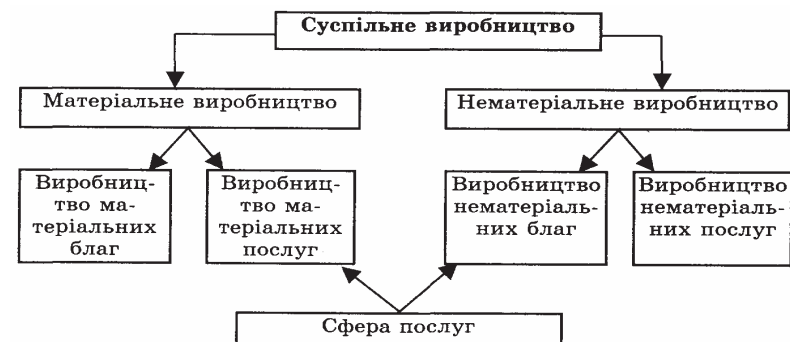 Суспільне виробництво
Матеріальне виробництво
Нематеріальне виробництво
Виробниц-
тво ма-
теріальних
благ
Виробниц-
тво ма-
теріальних
послуг
Виробництво
нематеріаль-
них благ
Виробництво
нематеріаль-
них послуг
Сфера послуг